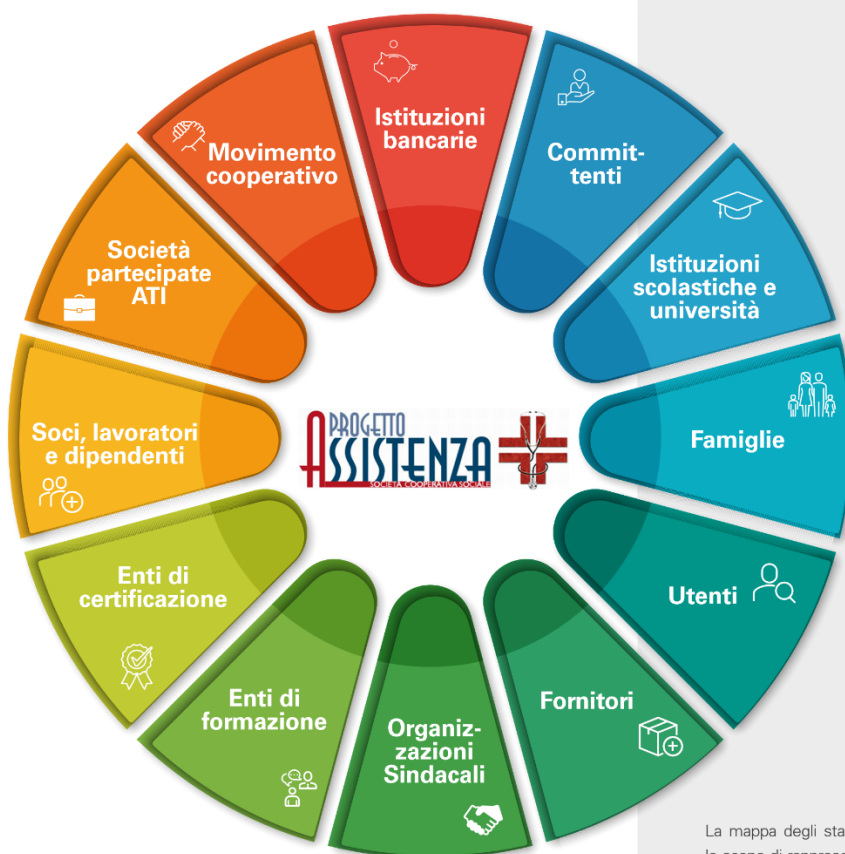 Istituzioni
bancarie
Commit-
tenti
Istituzioni
scolastiche e
università
Famiglie
Utenti
Fornitori
Organiz-
zazioni
Sindacali
Enti di
formazione
Enti di
certificazione
Soci, lavoratori
e dipendenti
Società
partecipate
ATI
Movimento
cooperativo
PROGETTO
ASSISTENZA
SOCIETÀ COOPERATIVA SOCIALE
La mappa degli sta